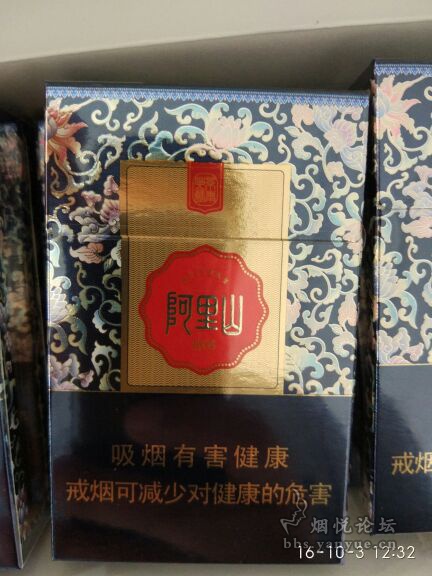 阿里山
吸烟有害健康
戒烟可减少对健康的危害
戒烟
烟悦论坛
bbs.yanyue.cn
16-10-3 12:32